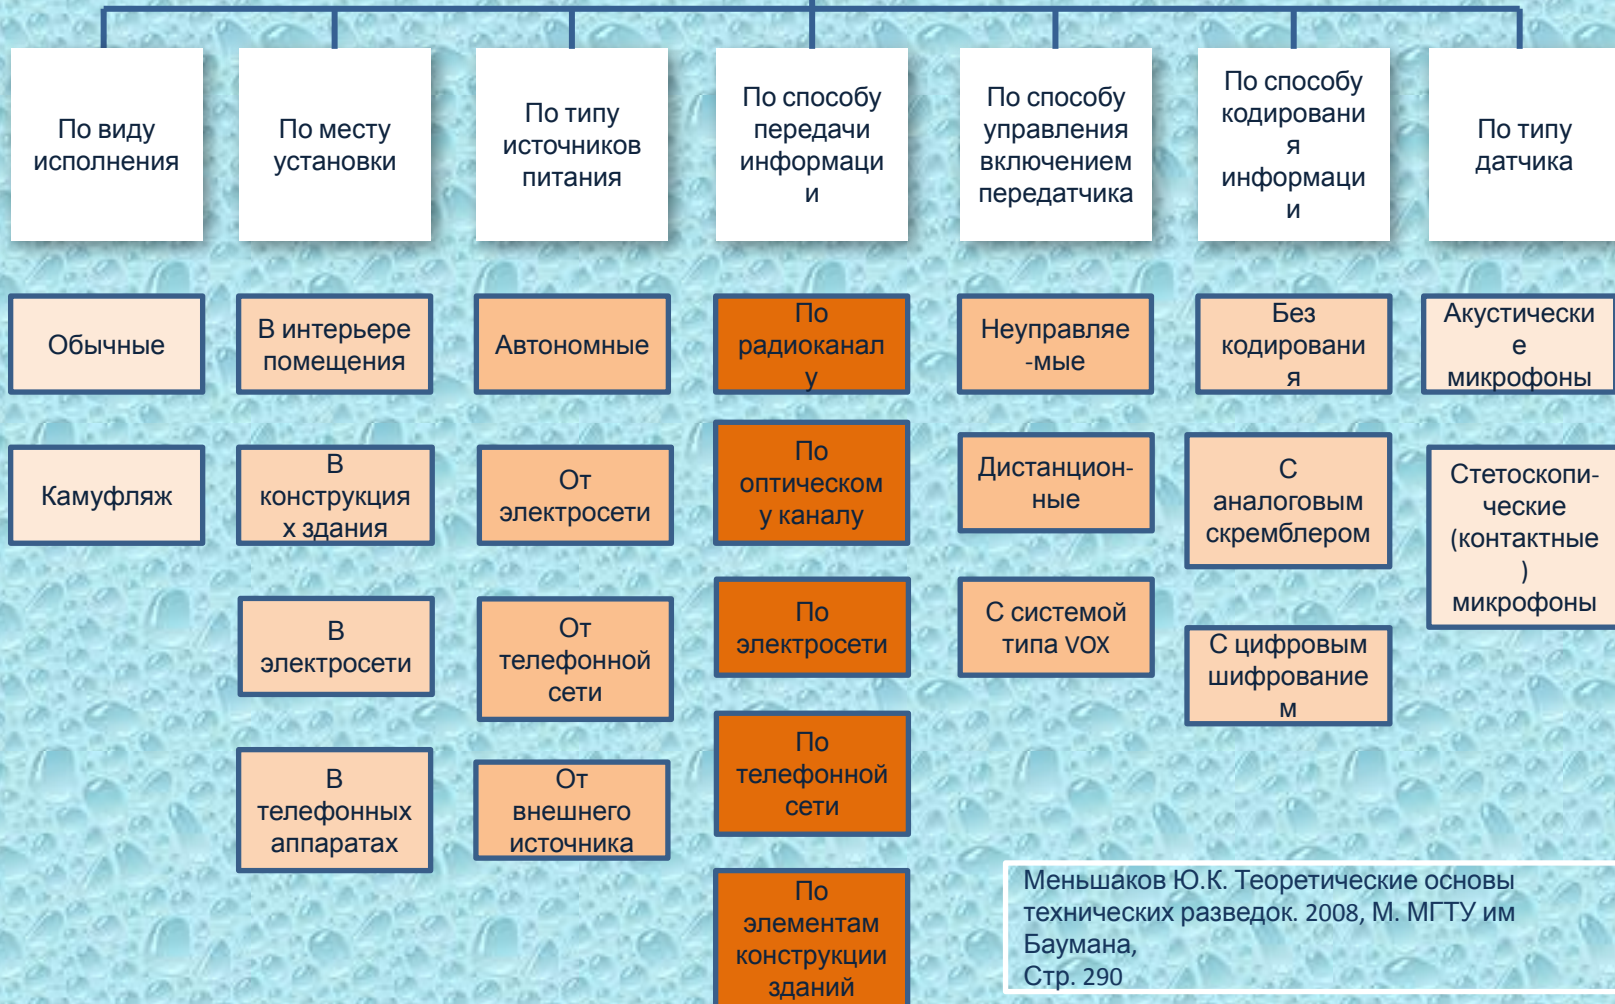 По виду
исполнения
По месту
установки
По типу
источников
питания
По способу
передачи
информаци
и
По способу
управления
включением
передатчика
По способу
кодировани
я
информаци
и
По типу
датчика
Обычные
Камуфляж
В интерьере
помещения
В
конструкция
х здания
В
электросети
В
телефонных
аппаратах
Автономные
От
электросети
От
телефонной
сети
От
внешнего
источника
По
радиоканал
у
По
оптическом
у каналу
По
электросети
По
телефонной
сети
По
элементам
конструкции
зданий
Неуправляе
-мые
Дистанцион-
ные
С системой
типа VOX
Без
кодировани
я
С
аналоговым
скремблером
С цифровым
шифрование
м
Акустически
е
микрофоны
Стетоскопи-
ческие
(контактные
)
микрофоны
Меньшаков Ю.К. Теоретические основы
технических разведок. 2008, М. МГТУ им
Баумана,
Стр. 290